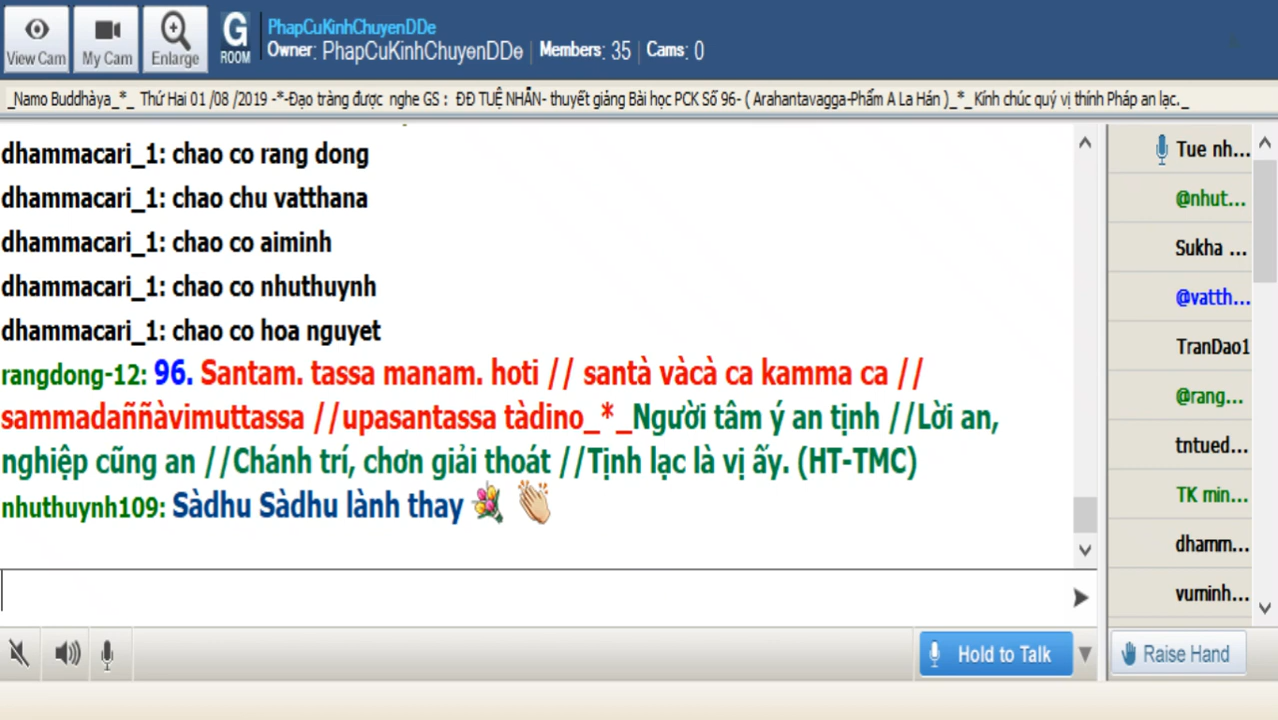 View Cam
My Cam
Enlarge
G
ROOM
PhapCuKinhChuyenDDe
Owner: PhapCuKinhChuyenDDe | Members: 35 | Cams: 0
_Namo Buddhàya_*_ Thứ Hai 01 /08 /2019 -*-Đạo tràng được nghe GS : ĐĐ TUỆ NHẪN- thuyết giảng Bài học PCK Số 96- ( Arahantavagga-Phẩm A La Hán )_*_ Kính chúc quý vị thính Pháp an lạc._
dhammacari_1: chao co rang dong
dhammacari_1: chao chu vatthana
dhammacari_1: chao co aiminh
dhammacari_1: chao co nhuthuynh
dhammacari_1: chao co hoa nguyet
rangdong-12: 96. Santam. tassa manam. hoti // santà vàcà ca kamma ca //
sammadaññàvimuttassa //upasantassa tàdino_*_Người tâm ý an tịnh //Lời an,
nghiệp cũng an //Chánh trí, chơn giải thoát //Tịnh lạc là vị ấy. (HT-TMC)
nhuthuynh109: Sàdhu Sàdhu lành thay
Tue nh...
@nhut...
Sukha ...
@vatth...
TranDao1
@rang...
tntued...
TK min...
dhamm...
vuminh...
Hold to Talk
Raise Hand